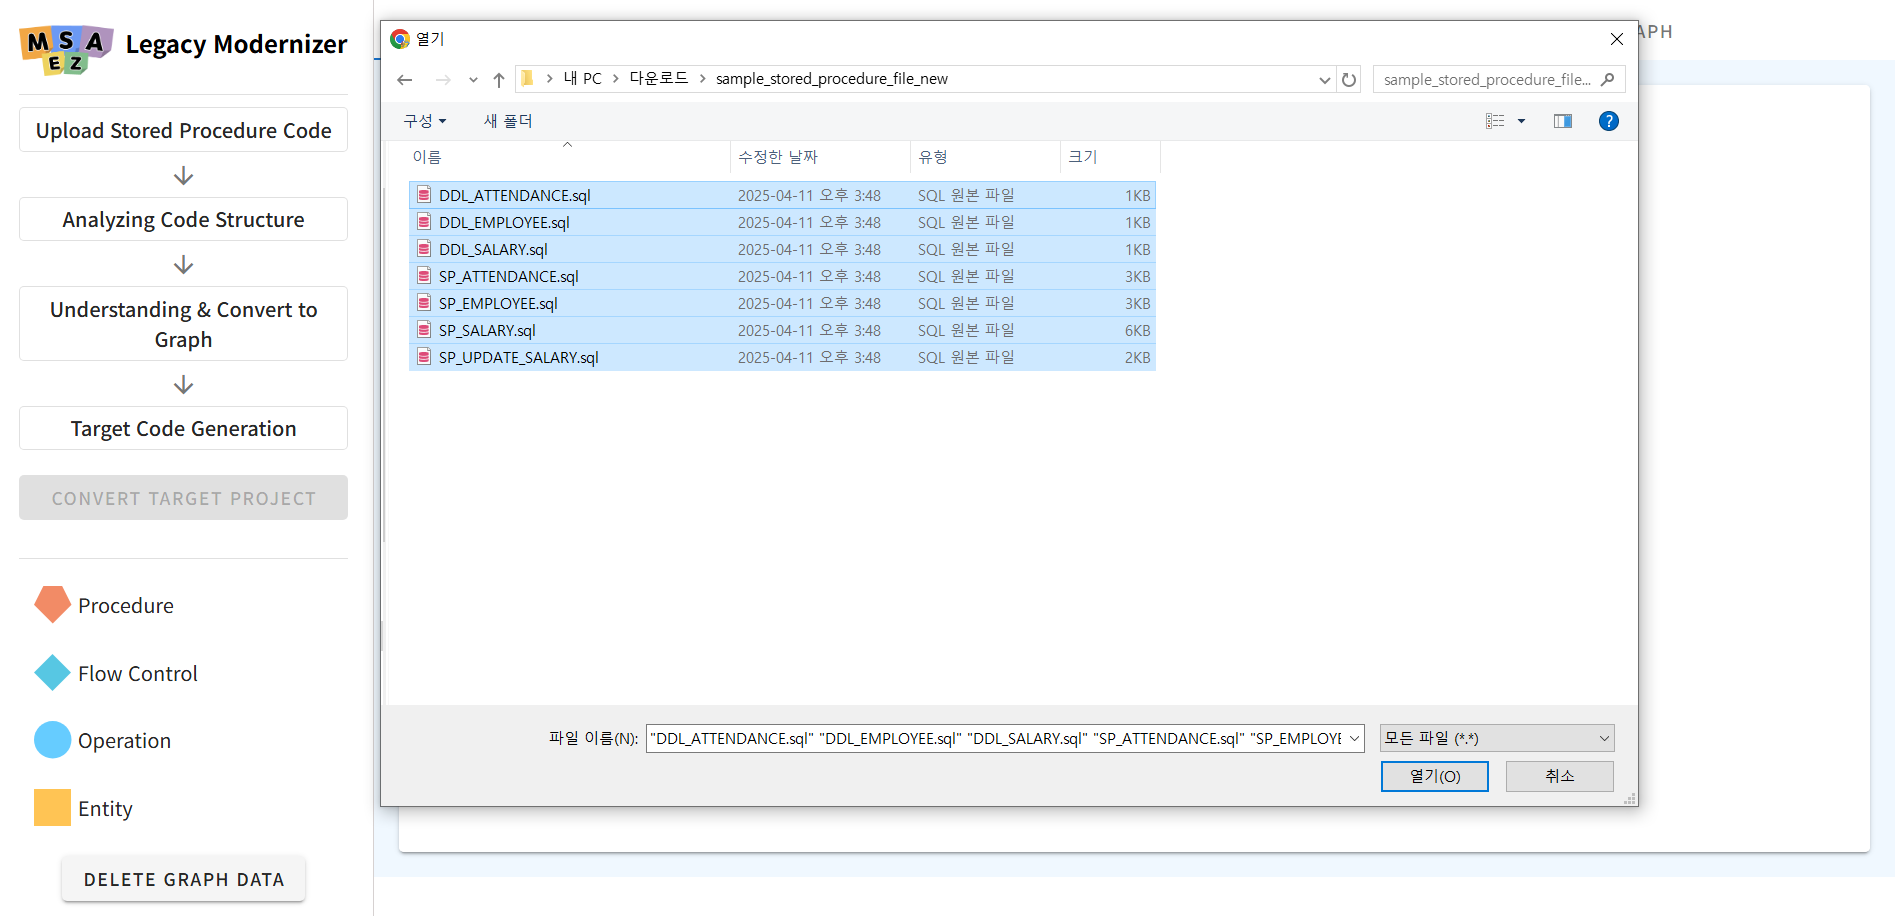 MSA
EZ
Legacy Modernizer
Upload Stored Procedure Code
Analyzing Code Structure
Understanding & Convert to
Graph
Target Code Generation
CONVERT TARGET PROJECT
Procedure
Flow Control
Operation
Entity
DELETE GRAPH DATA
열기
내 PC > 다운로드 > sample_stored_procedure_file_new
sample_stored_procedure_file...
구성 새 폴더
이름 수정한 날짜 유형 크기
DDL_ATTENDANCE.sql 2025-04-11 오후 3:48 SQL 원본 파일 1KB
DDL_EMPLOYEE.sql 2025-04-11 오후 3:48 SQL 원본 파일 1KB
DDL_SALARY.sql 2025-04-11 오후 3:48 SQL 원본 파일 1KB
SP_ATTENDANCE.sql 2025-04-11 오후 3:48 SQL 원본 파일 3KB
SP_EMPLOYEE.sql 2025-04-11 오후 3:48 SQL 원본 파일 3KB
SP_SALARY.sql 2025-04-11 오후 3:48 SQL 원본 파일 6KB
SP_UPDATE_SALARY.sql 2025-04-11 오후 3:48 SQL 원본 파일 2KB
파일 이름(N): "DDL_ATTENDANCE.sql" "DDL_EMPLOYEE.sql" "DDL_SALARY.sql" "SP_ATTENDANCE.sql" "SP_EMPLOYE
모든 파일 (*.*)
열기(O) 취소
APH